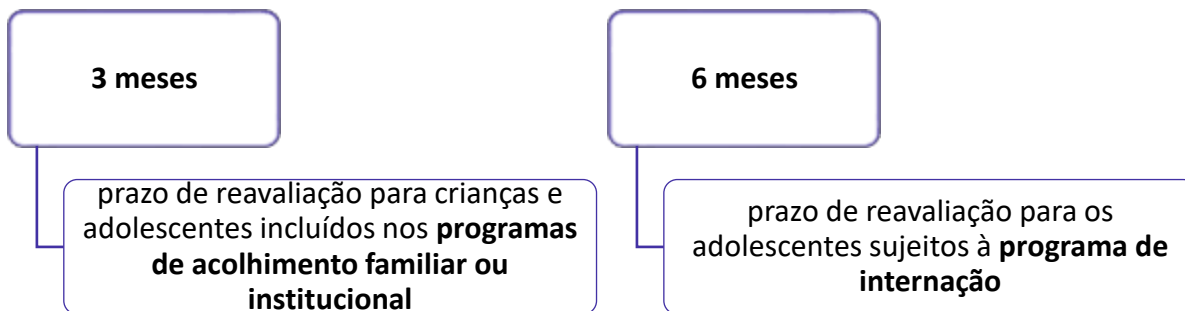 3 meses
prazo de reavaliação para crianças e
adolescentes incluídos nos programas
de acolhimento familiar ou
institucional
6 meses
prazo de reavaliação para os
adolescentes sujeitos à programa de
internação